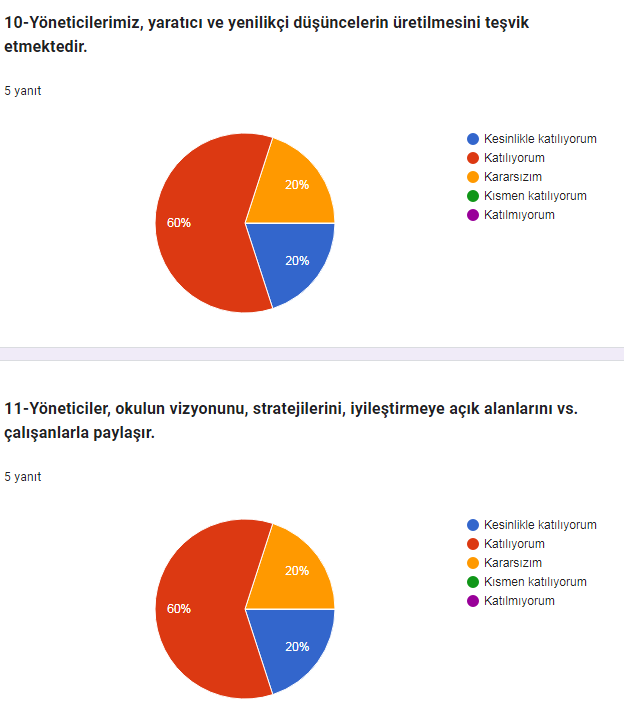 10-Yöneticilerimiz, yaratıcı ve yenilikçi düşüncelerin üretilmesini teşvik
etmektedir.
5 yanıt
Kesinlikle katılıyorum
Katılıyorum
Kararsızım
Kısmen katılıyorum
Katılmıyorum
20%
60%
20%
11-Yöneticiler, okulun vizyonunu, stratejilerini, iyileştirmeye açık alanlarını vs.
çalışanlarla paylaşır.
5 yanıt
Kesinlikle katılıyorum
Katılıyorum
Kararsızım
Kısmen katılıyorum
Katılmıyorum
20%
60%
20%